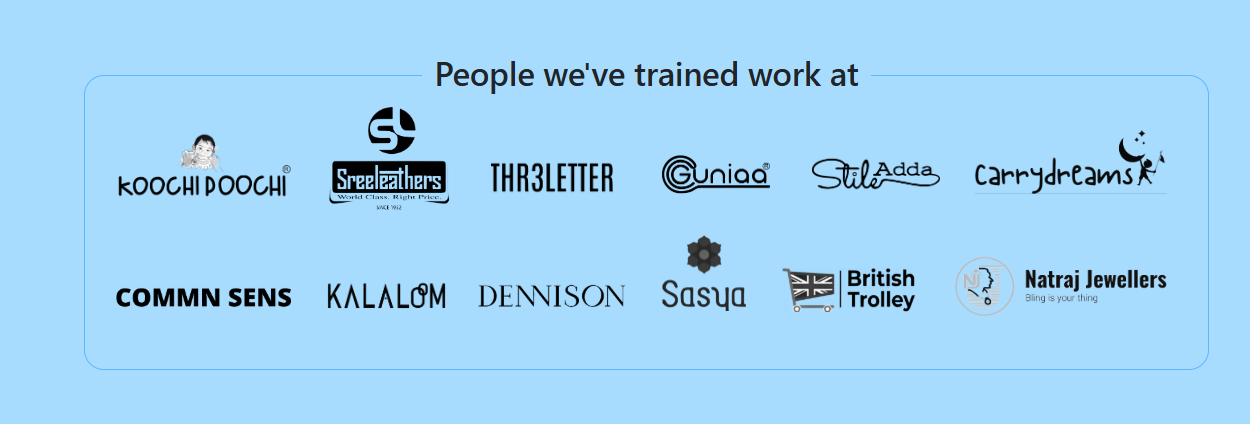 People we've trained work at
KOOCHI POOCHI®
SL
Sreeleathers
World Class. Right Price.
SINCE 1952
THR3LETTER
Guniaa®
Stile Adda
carrydreams
COMMN SENS
KALALOM
DENNISON
Sasya
British
Trolley
NJ
Natraj Jewellers
Bling is your thing